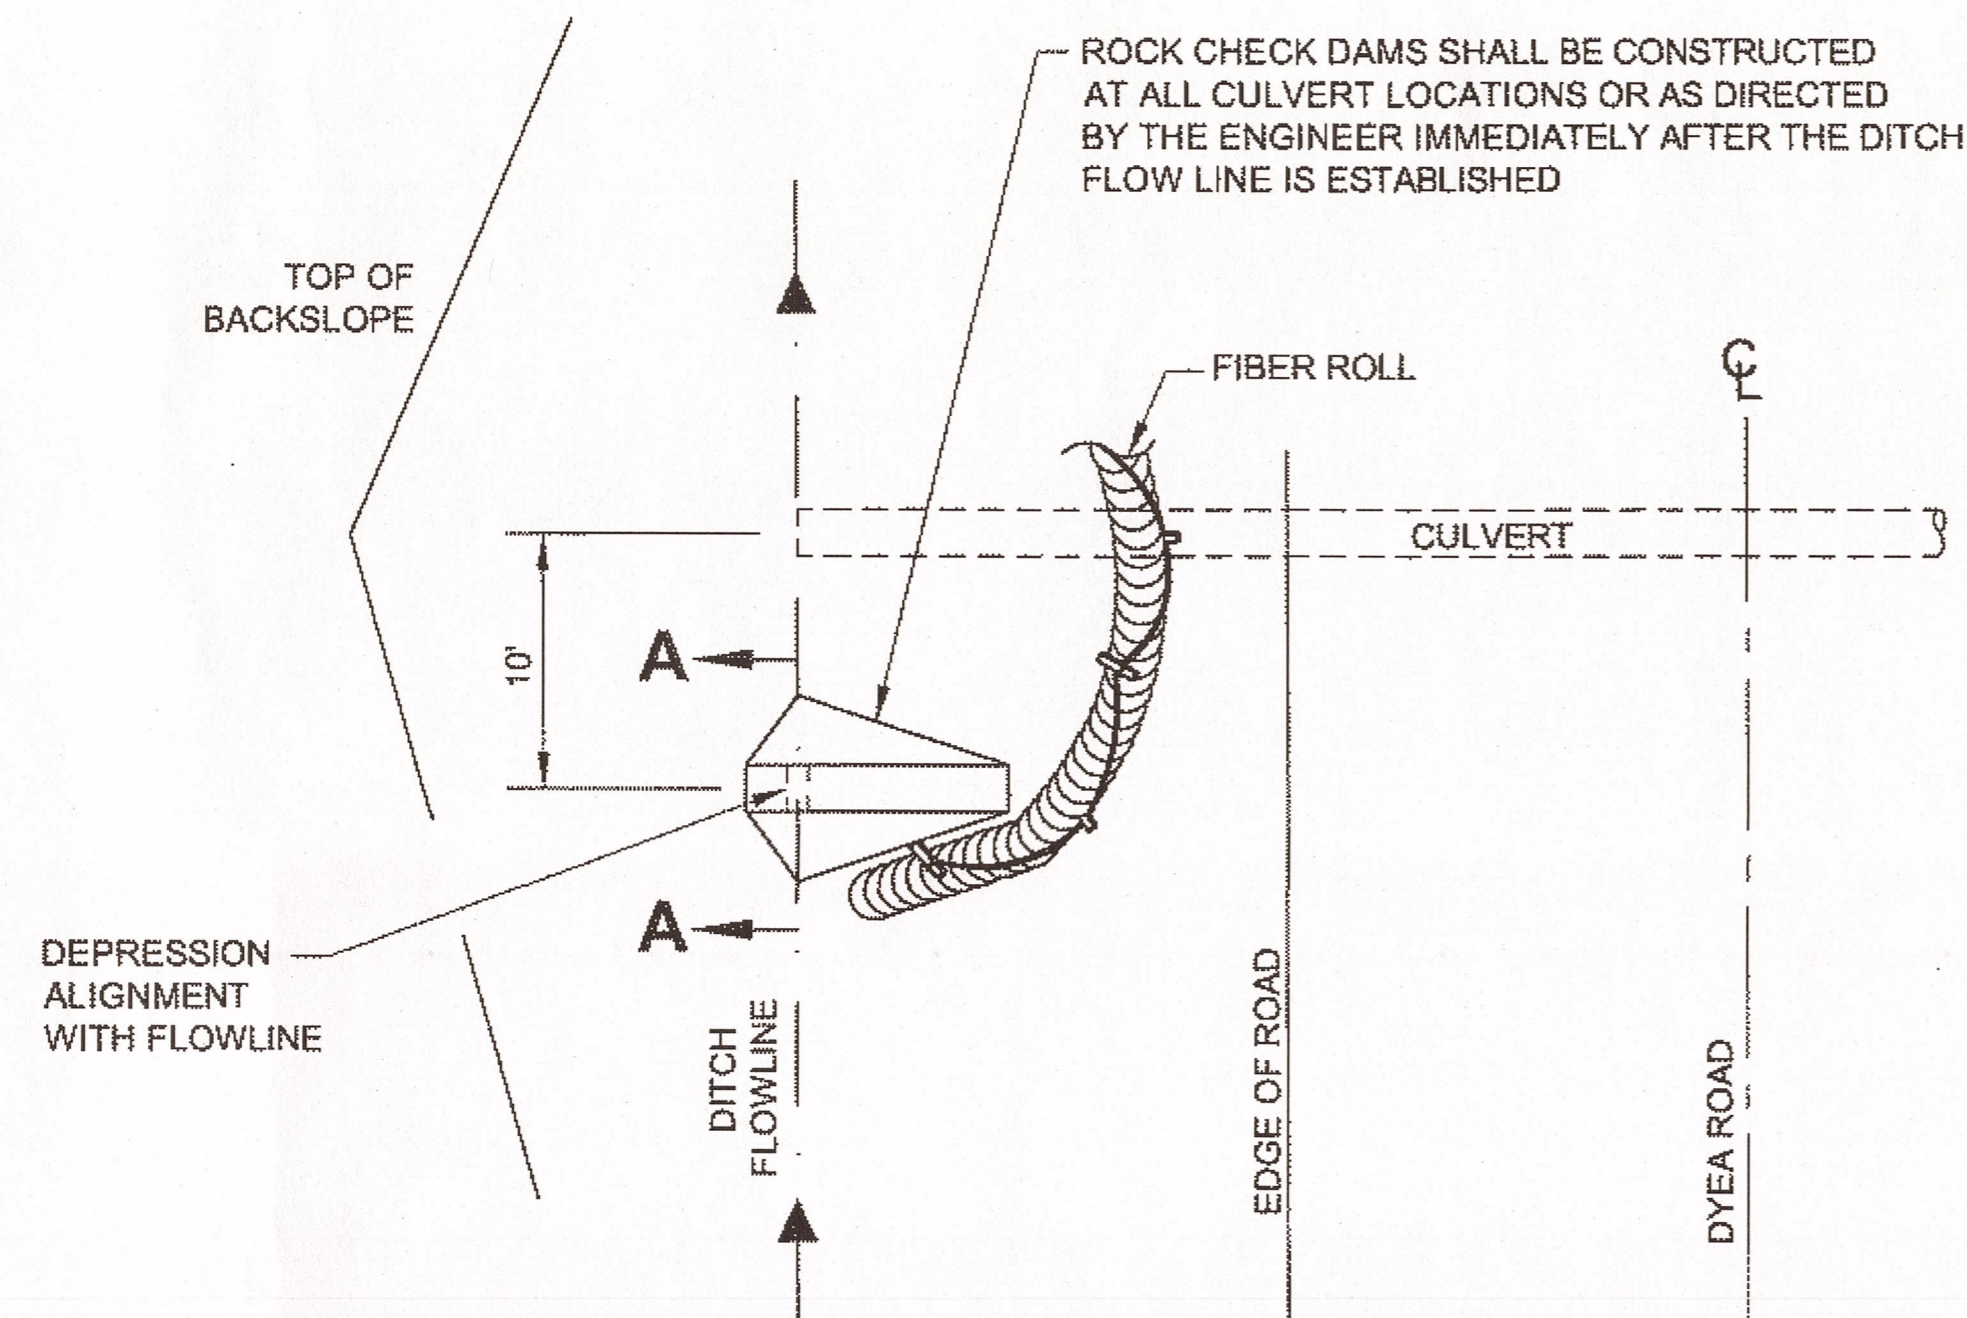 ROCK CHECK DAMS SHALL BE CONSTRUCTED
AT ALL CULVERT LOCATIONS OR AS DIRECTED
BY THE ENGINEER IMMEDIATELY AFTER THE DITCH
FLOW LINE IS ESTABLISHED
TOP OF
BACKSLOPE
FIBER ROLL
℄
CULVERT
10'
A
A
DEPRESSION
ALIGNMENT
WITH FLOWLINE
DITCH
FLOWLINE
EDGE OF ROAD
DYEA ROAD